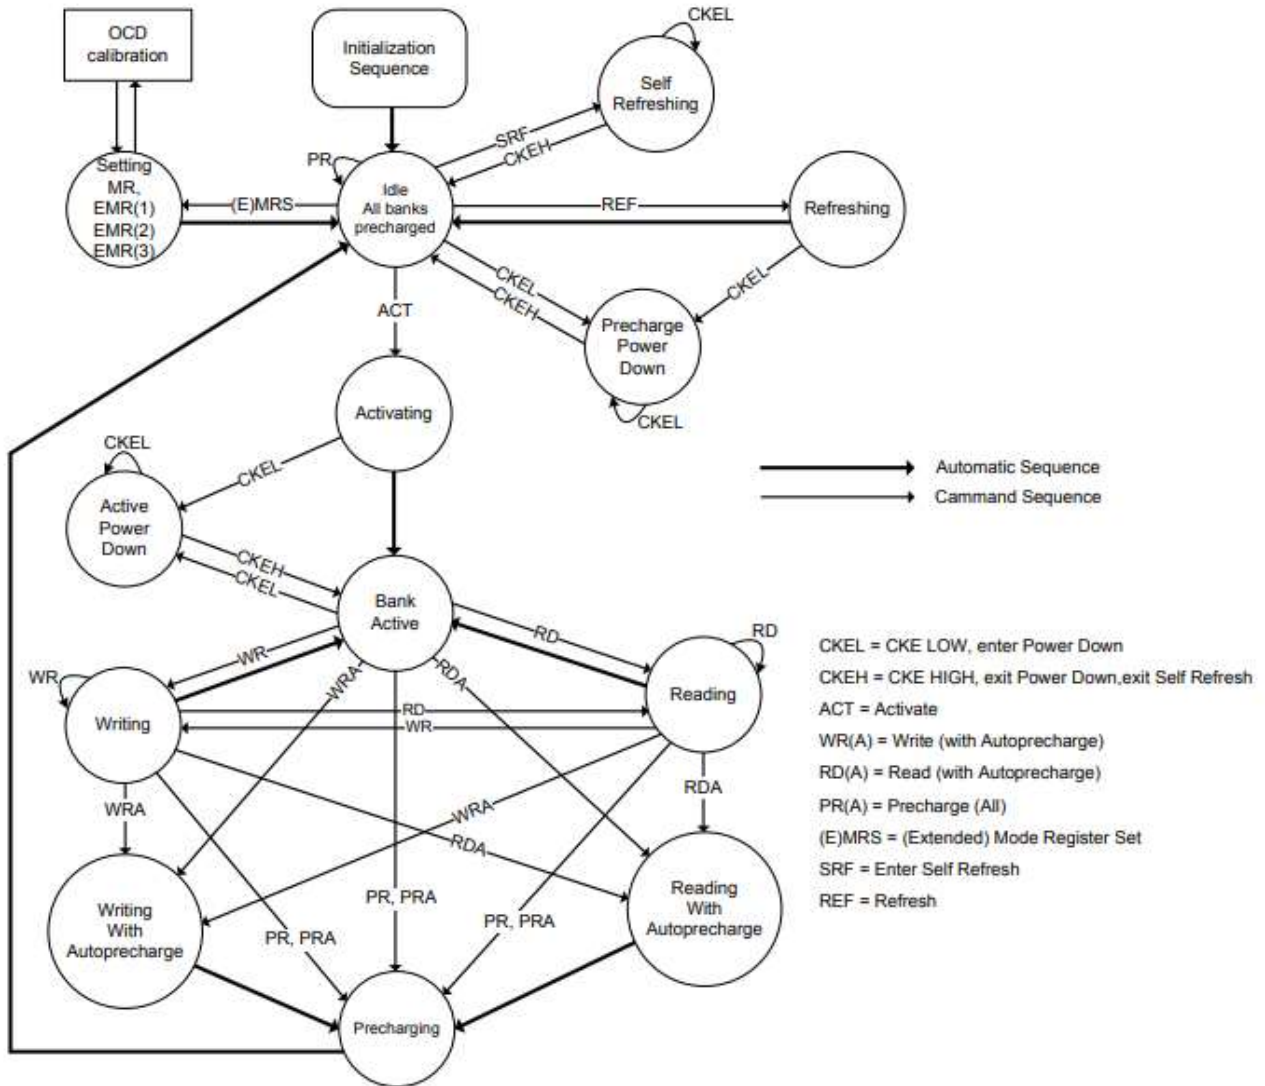 OCD
calibration
Initialization
Sequence
CKEL
Self
Refreshing
SRF
CKEH
PR
Setting
MR,
EMR(1)
EMR(2)
EMR(3)
(E)MRS
Idle
All banks
precharged
REF
Refreshing
CKEL
CKEH
CKEL
ACT
Precharge
Power
Down
CKEL
Activating
CKEL
CKEL
Active
Power
Down
Automatic Sequence
Cammand Sequence
CKEH
CKEL
Bank
Active
RD
RD
WR
WR
WRA
RDA
Writing
RD
WR
Reading
CKEL = CKE LOW, enter Power Down
CKEH = CKE HIGH, exit Power Down,exit Self Refresh
ACT = Activate
WR(A) = Write (with Autoprecharge)
RD(A) = Read (with Autoprecharge)
PR(A) = Precharge (All)
(E)MRS = (Extended) Mode Register Set
SRF = Enter Self Refresh
REF = Refresh
WRA
WRA
RDA
RDA
Writing
With
Autoprecharge
PR, PRA
PR, PRA
PR, PRA
Reading
With
Autoprecharge
Precharging